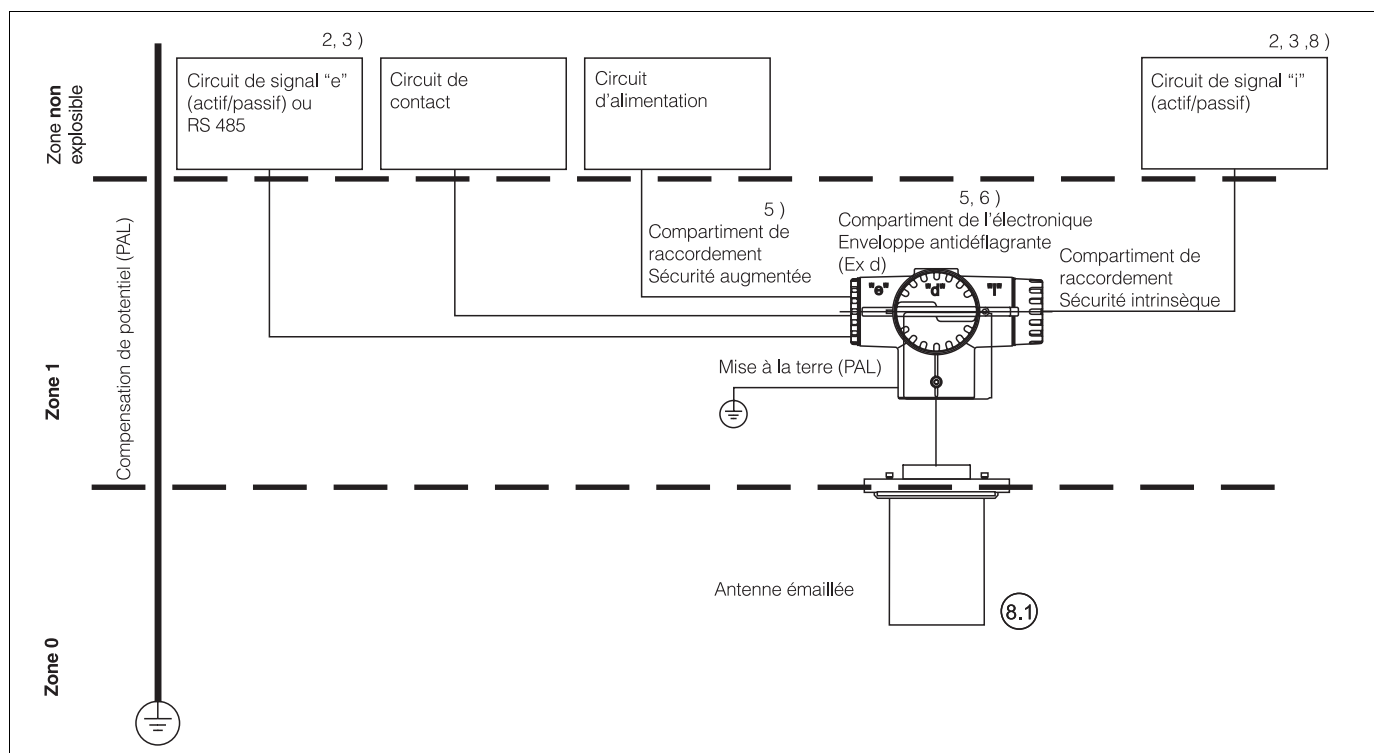 2, 3 )
2, 3 ,8 )
Circuit de signal “e”
(actif/passif) ou
RS 485
Circuit de
contact
Circuit
d’alimentation
Circuit de signal “i”
(actif/passif)
Zone non
explosible
5 )
Compartiment de
raccordement
Sécurité augmentée
5, 6 )
Compartiment de l’électronique
Enveloppe antidéflagrante
(Ex d)
Compartiment de
raccordement
Sécurité intrinsèque
"e"
"d"
"i"
Compensation de potentiel (PAL)
Zone 1
Mise à la terre (PAL)
Antenne émaillée
8.1
Zone 0